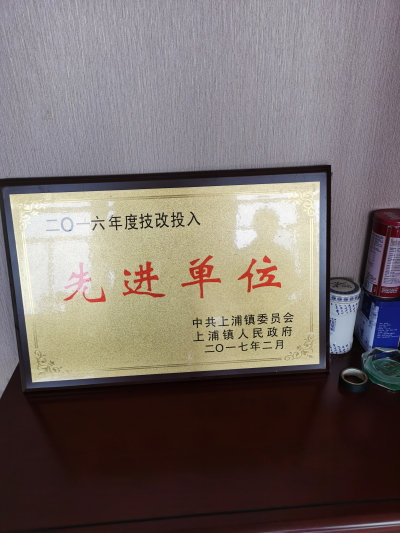 二〇一六年度技改投入
先进单位
中共上浦镇委员会
上浦镇人民政府
二〇一七年二月